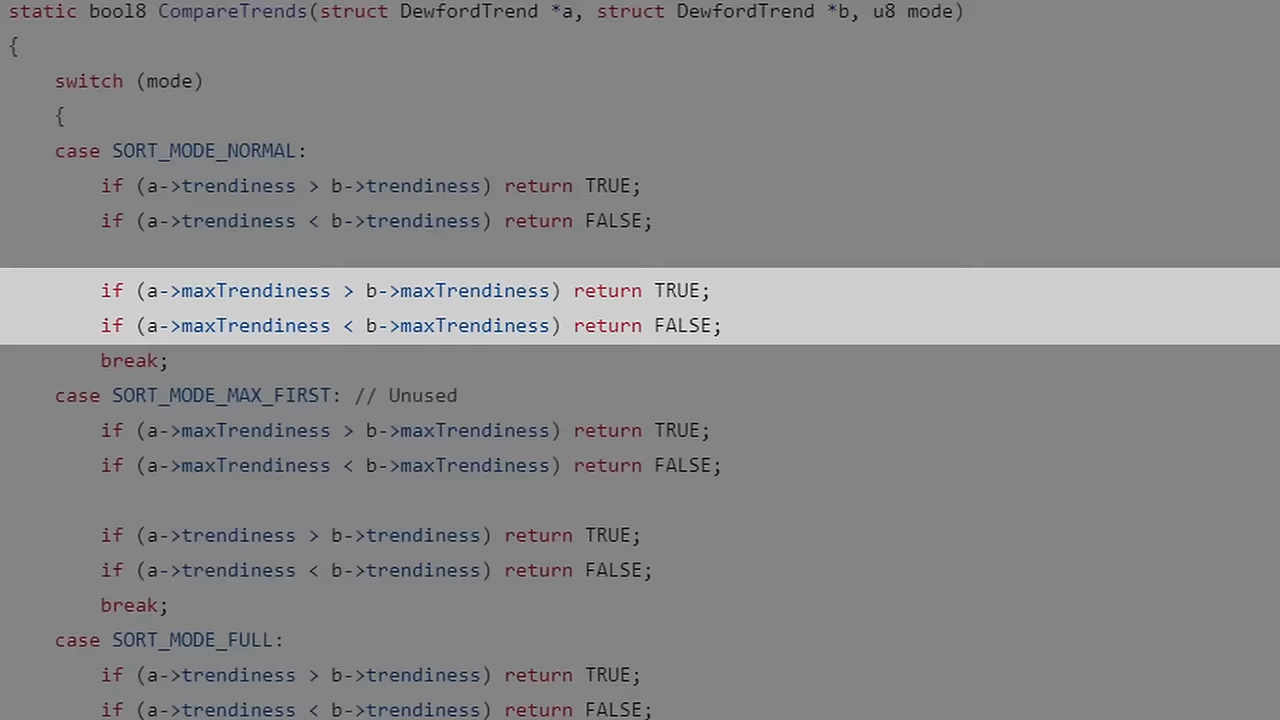 static bool8 CompareTrends(struct DewfordTrend *a, struct DewfordTrend *b, u8 mode)
{
    switch (mode)
    {
    case SORT_MODE_NORMAL:
        if (a->trendiness > b->trendiness) return TRUE;
        if (a->trendiness < b->trendiness) return FALSE;

        if (a->maxTrendiness > b->maxTrendiness) return TRUE;
        if (a->maxTrendiness < b->maxTrendiness) return FALSE;
        break;
    case SORT_MODE_MAX_FIRST: // Unused
        if (a->maxTrendiness > b->maxTrendiness) return TRUE;
        if (a->maxTrendiness < b->maxTrendiness) return FALSE;

        if (a->trendiness > b->trendiness) return TRUE;
        if (a->trendiness < b->trendiness) return FALSE;
        break;
    case SORT_MODE_FULL:
        if (a->trendiness > b->trendiness) return TRUE;
        if (a->trendiness < b->trendiness) return FALSE;